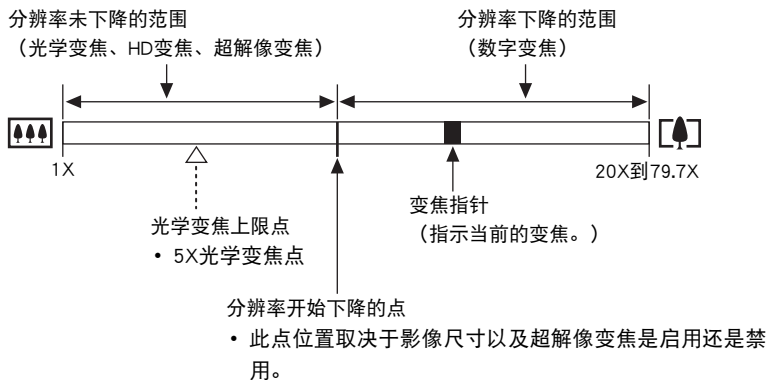 分辨率未下降的范围
（光学变焦、HD变焦、超解像变焦）
分辨率下降的范围
（数字变焦）
1X
20X到79.7X
光学变焦上限点
• 5X光学变焦点
变焦指针
（指示当前的变焦。）
分辨率开始下降的点
• 此点位置取决于影像尺寸以及超解像变焦是启用还是禁
用。